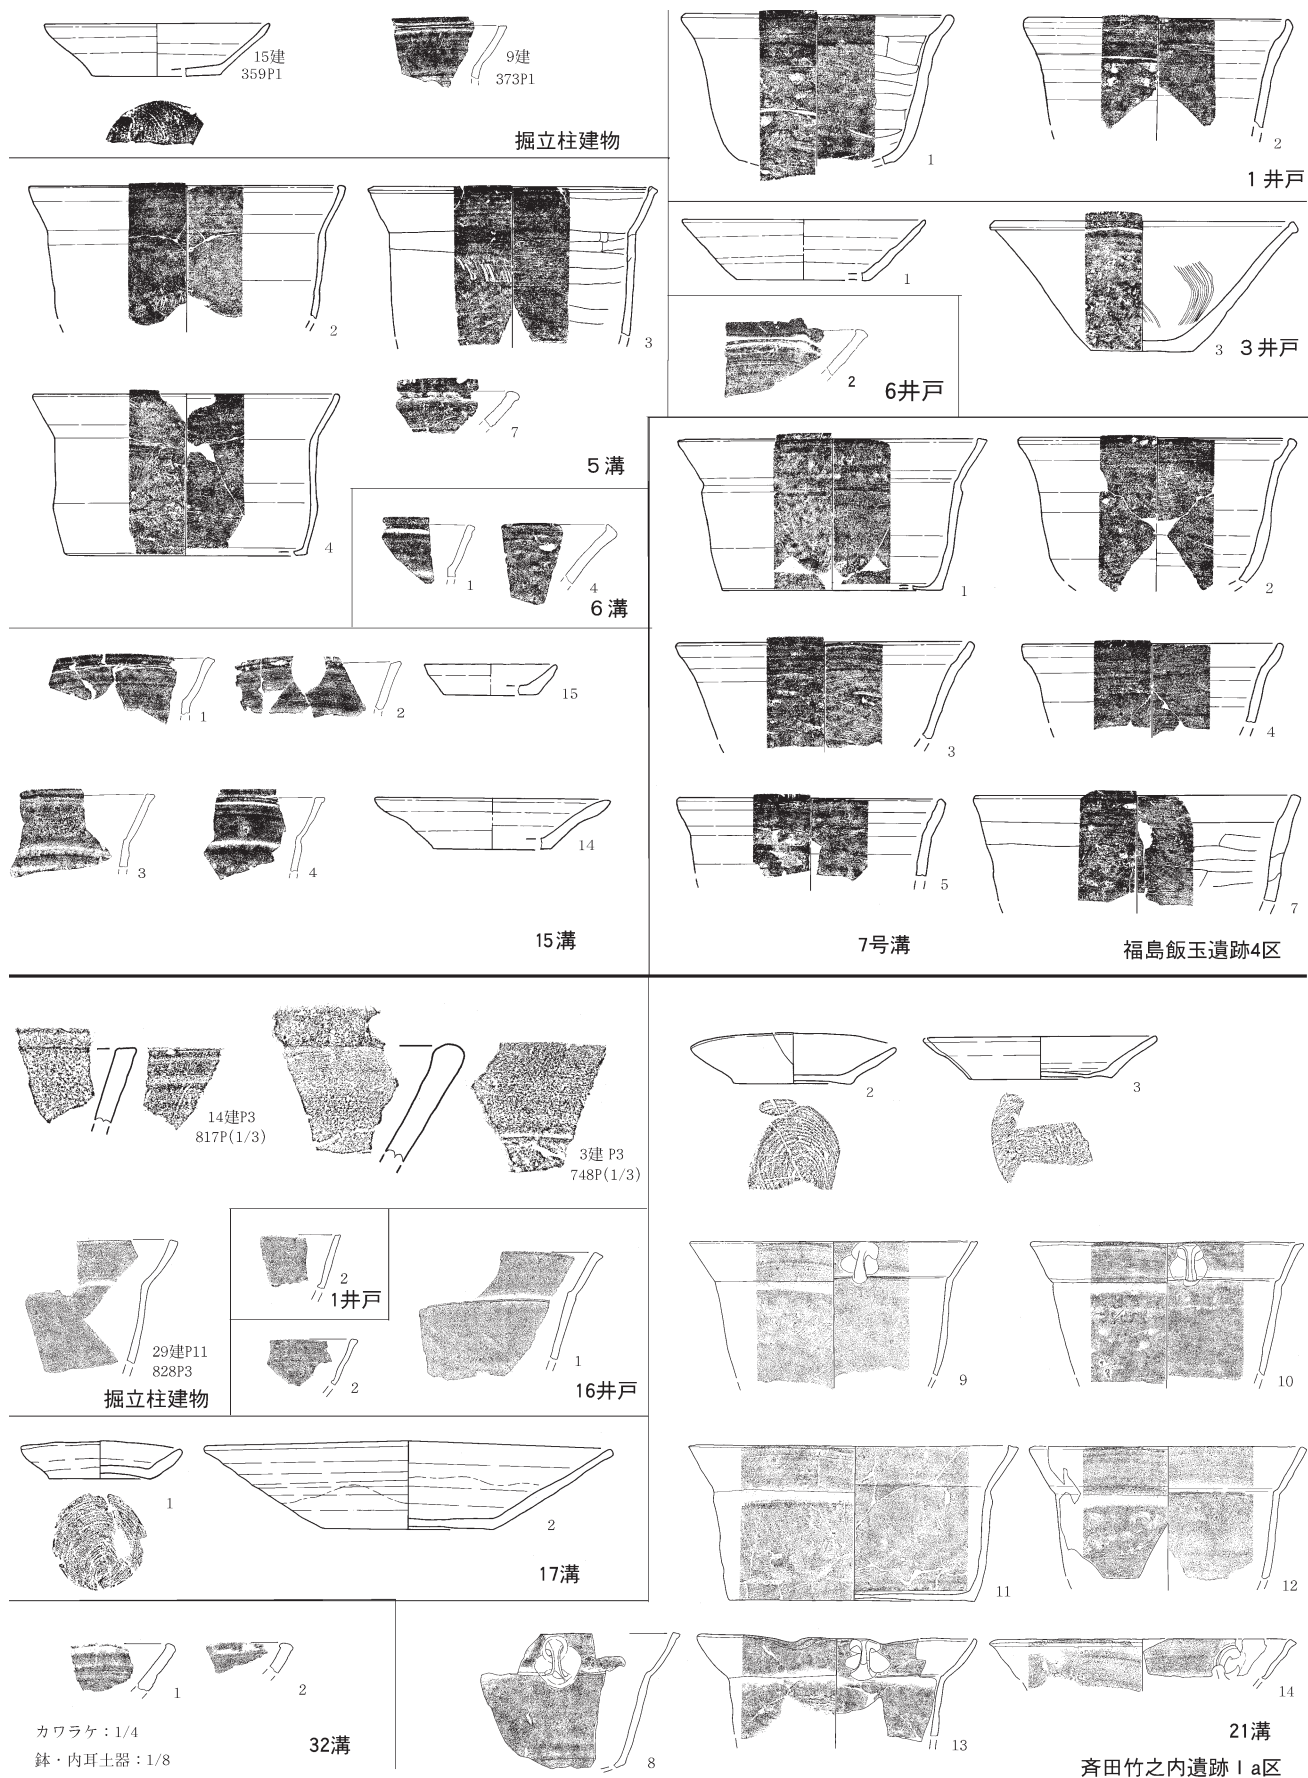 15建
359P1
9建
373P1
掘立柱建物
1
2
1井戸
2
3
1
3
3井戸
2
6井戸
4
7
5溝
1
4
6溝
1
2
3
4
5
7
7号溝
福島飯玉遺跡4区
1
2
15
3
4
14
15溝
14建P3
817P(1/3)
3建 P3
748P(1/3)
29建P11
828P3
掘立柱建物
2
1井戸
2
1
16井戸
1
2
17溝
1
2
32溝
カワラケ：1/4
鉢・内耳土器：1/8
2
3
9
10
11
12
8
13
14
21溝
斉田竹之内遺跡Ⅰa区